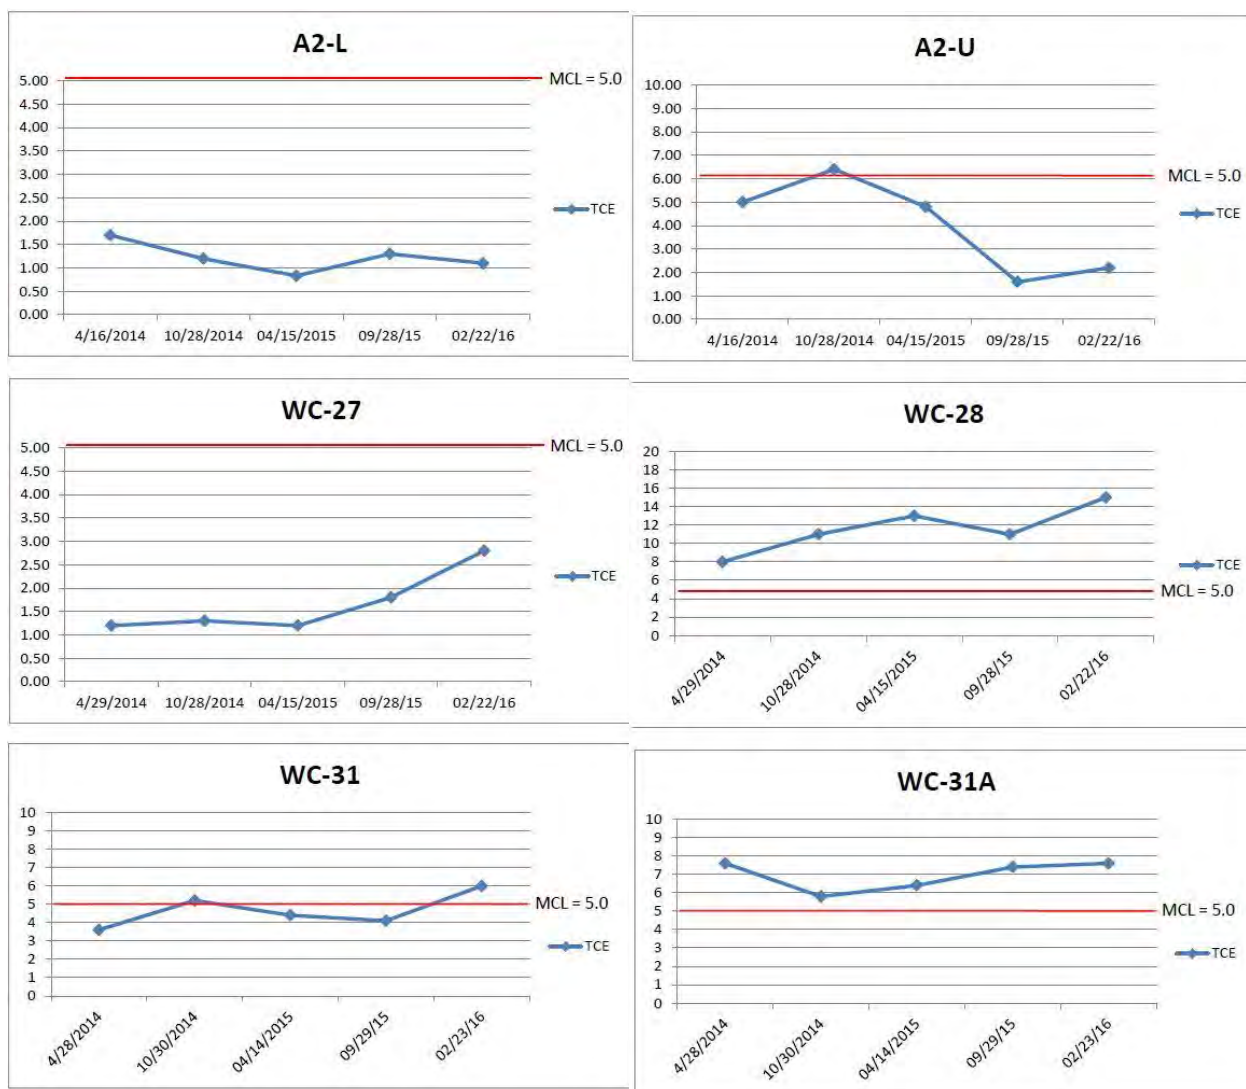 A2-L
MCL = 5.0
5.00
4.50
4.00
3.50
3.00
2.50
2.00
1.50
1.00
0.50
0.00
TCE
4/16/2014 10/28/2014 04/15/2015 09/28/15 02/22/16
A2-U
10.00
9.00
8.00
7.00
6.00
5.00
4.00
3.00
2.00
1.00
0.00
MCL = 5.0
TCE
4/16/2014 10/28/2014 04/15/2015 09/28/15 02/22/16
WC-27
MCL = 5.0
5.00
4.50
4.00
3.50
3.00
2.50
2.00
1.50
1.00
0.50
0.00
TCE
4/29/2014 10/28/2014 04/15/2015 09/28/15 02/22/16
WC-28
20
18
16
14
12
10
8
6
4
2
0
TCE
MCL = 5.0
4/29/2014 10/28/2014 04/15/2015 09/28/15 02/22/16
WC-31
10
9
8
7
6
5
4
3
2
1
0
MCL = 5.0
TCE
4/28/2014 10/30/2014 04/14/2015 09/29/15 02/23/16
WC-31A
10
9
8
7
6
5
4
3
2
1
0
MCL = 5.0
TCE
4/28/2014 10/30/2014 04/14/2015 09/29/15 02/23/16